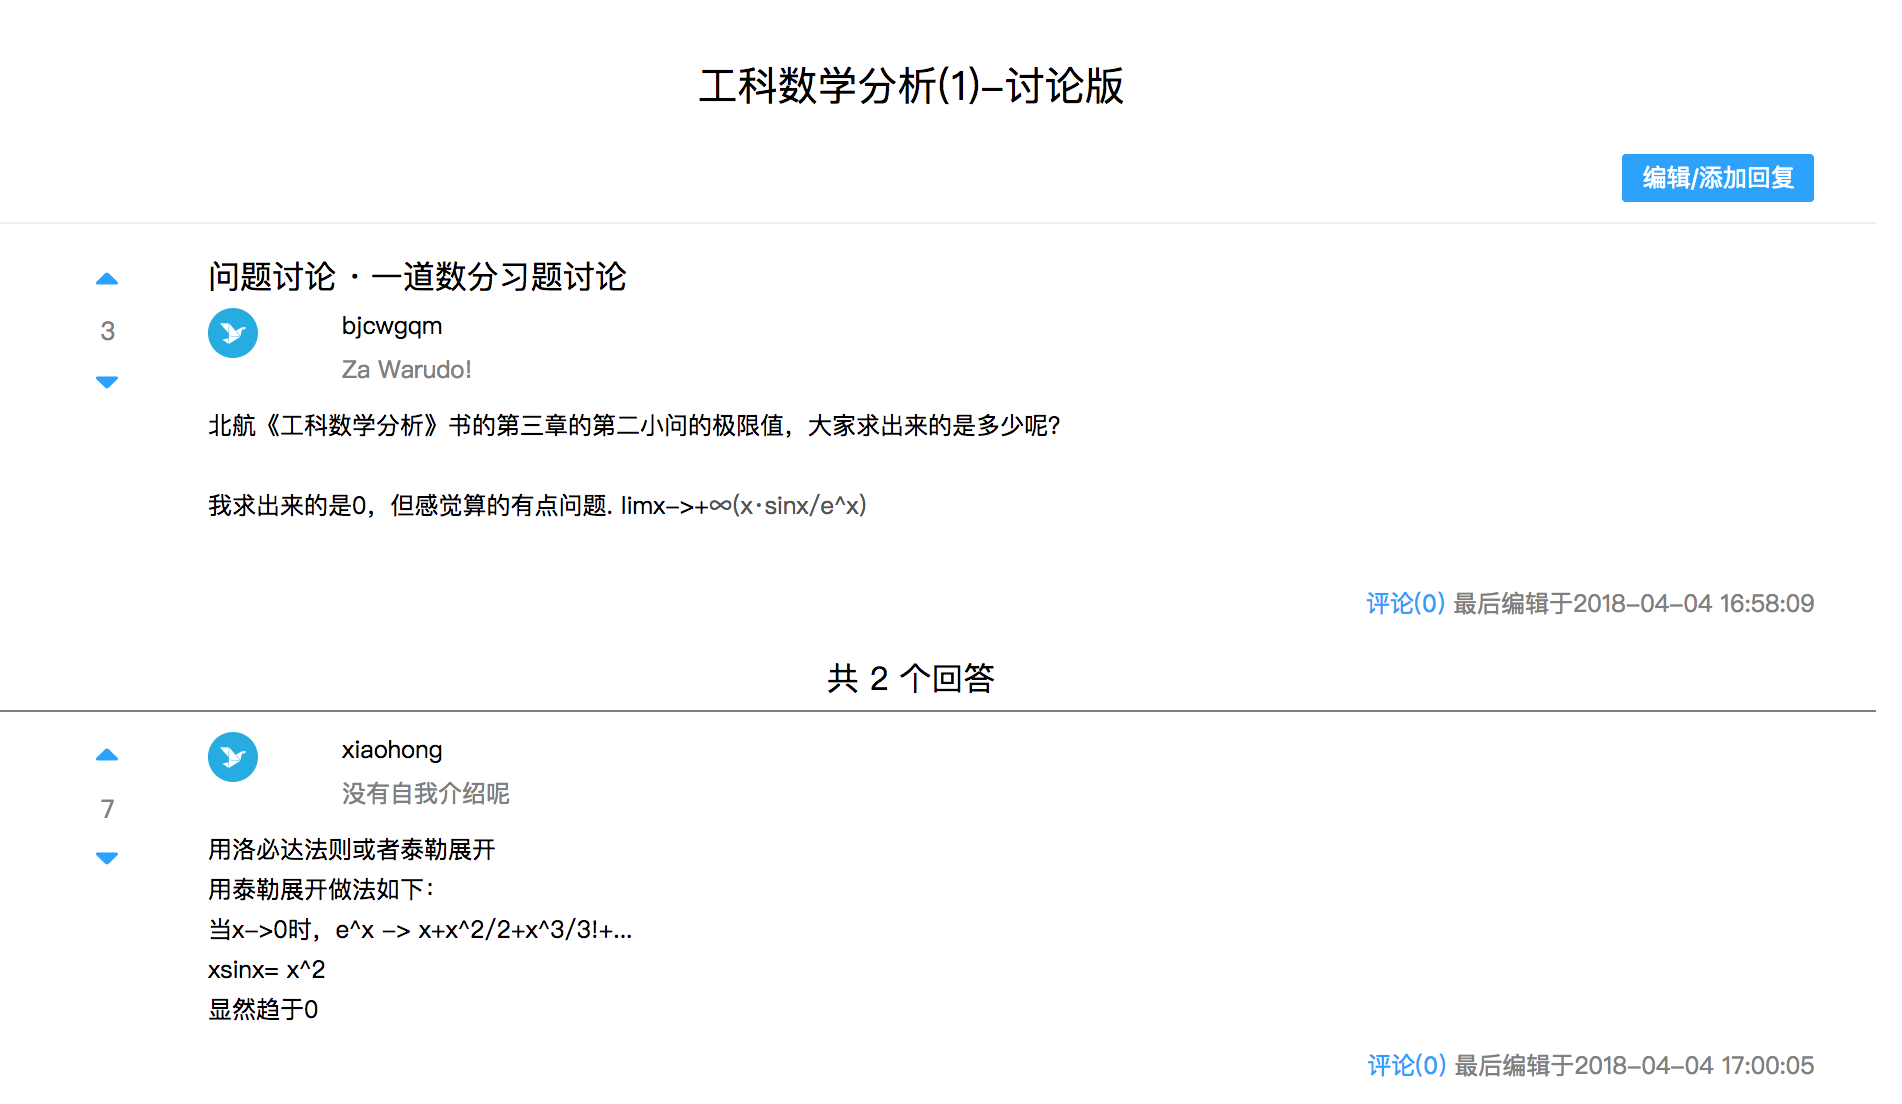 工科数学分析(1)-讨论版
编辑/添加回复
问题讨论 · 一道数分习题讨论
3
bjcwgqm
Za Warudo!
北航《工科数学分析》书的第三章的第二小问的极限值，大家求出来的是多少呢?
我求出来的是0，但感觉算的有点问题. limx->+∞(x·sinx/e^x)
评论(0) 最后编辑于2018-04-04 16:58:09
共 2 个回答
7
xiaohong
没有自我介绍呢
用洛必达法则或者泰勒展开
用泰勒展开做法如下：
当x->0时，e^x -> x+x^2/2+x^3/3!+...
xsinx= x^2
显然趋于0
评论(0) 最后编辑于2018-04-04 17:00:05